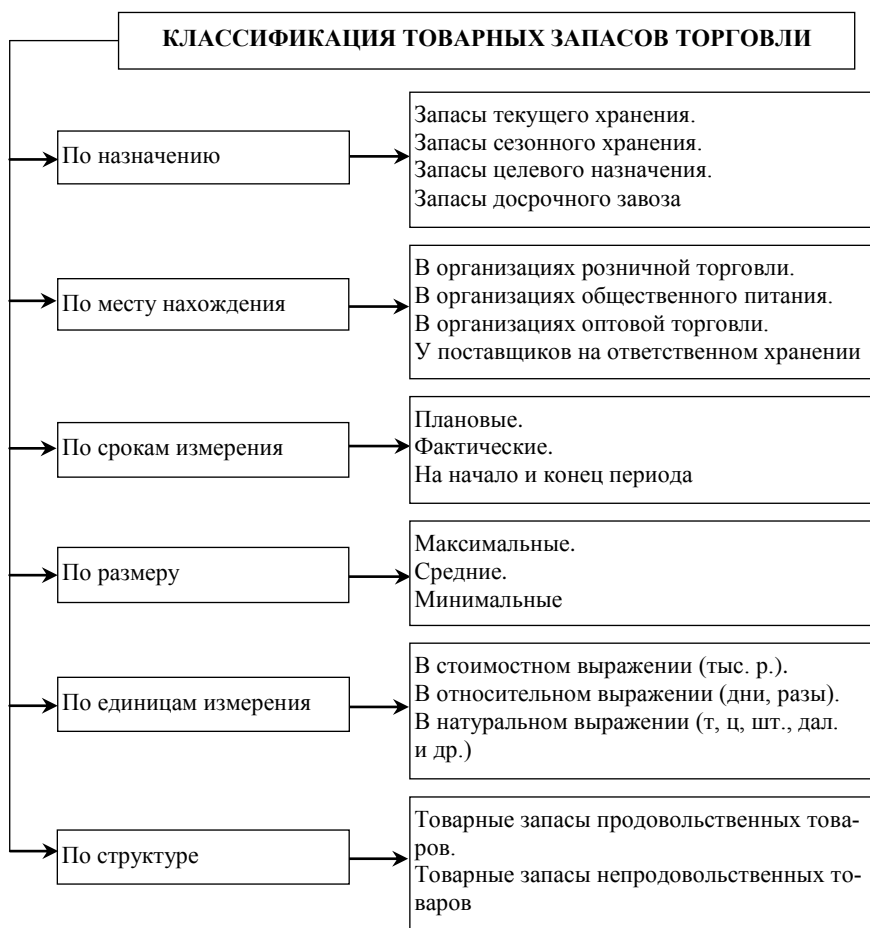 КЛАССИФИКАЦИЯ ТОВАРНЫХ ЗАПАСОВ ТОРГОВЛИ
По назначению
Запасы текущего хранения.
Запасы сезонного хранения.
Запасы целевого назначения.
Запасы досрочного завоза
По месту нахождения
В организациях розничной торговли.
В организациях общественного питания.
В организациях оптовой торговли.
У поставщиков на ответственном хранении
По срокам измерения
Плановые.
Фактические.
На начало и конец периода
По размеру
Максимальные.
Средние.
Минимальные
По единицам измерения
В стоимостном выражении (тыс. р.).
В относительном выражении (дни, разы).
В натуральном выражении (т, ц, шт., дал.
и др.)
По структуре
Товарные запасы продовольственных това-
ров.
Товарные запасы непродовольственных то-
варов